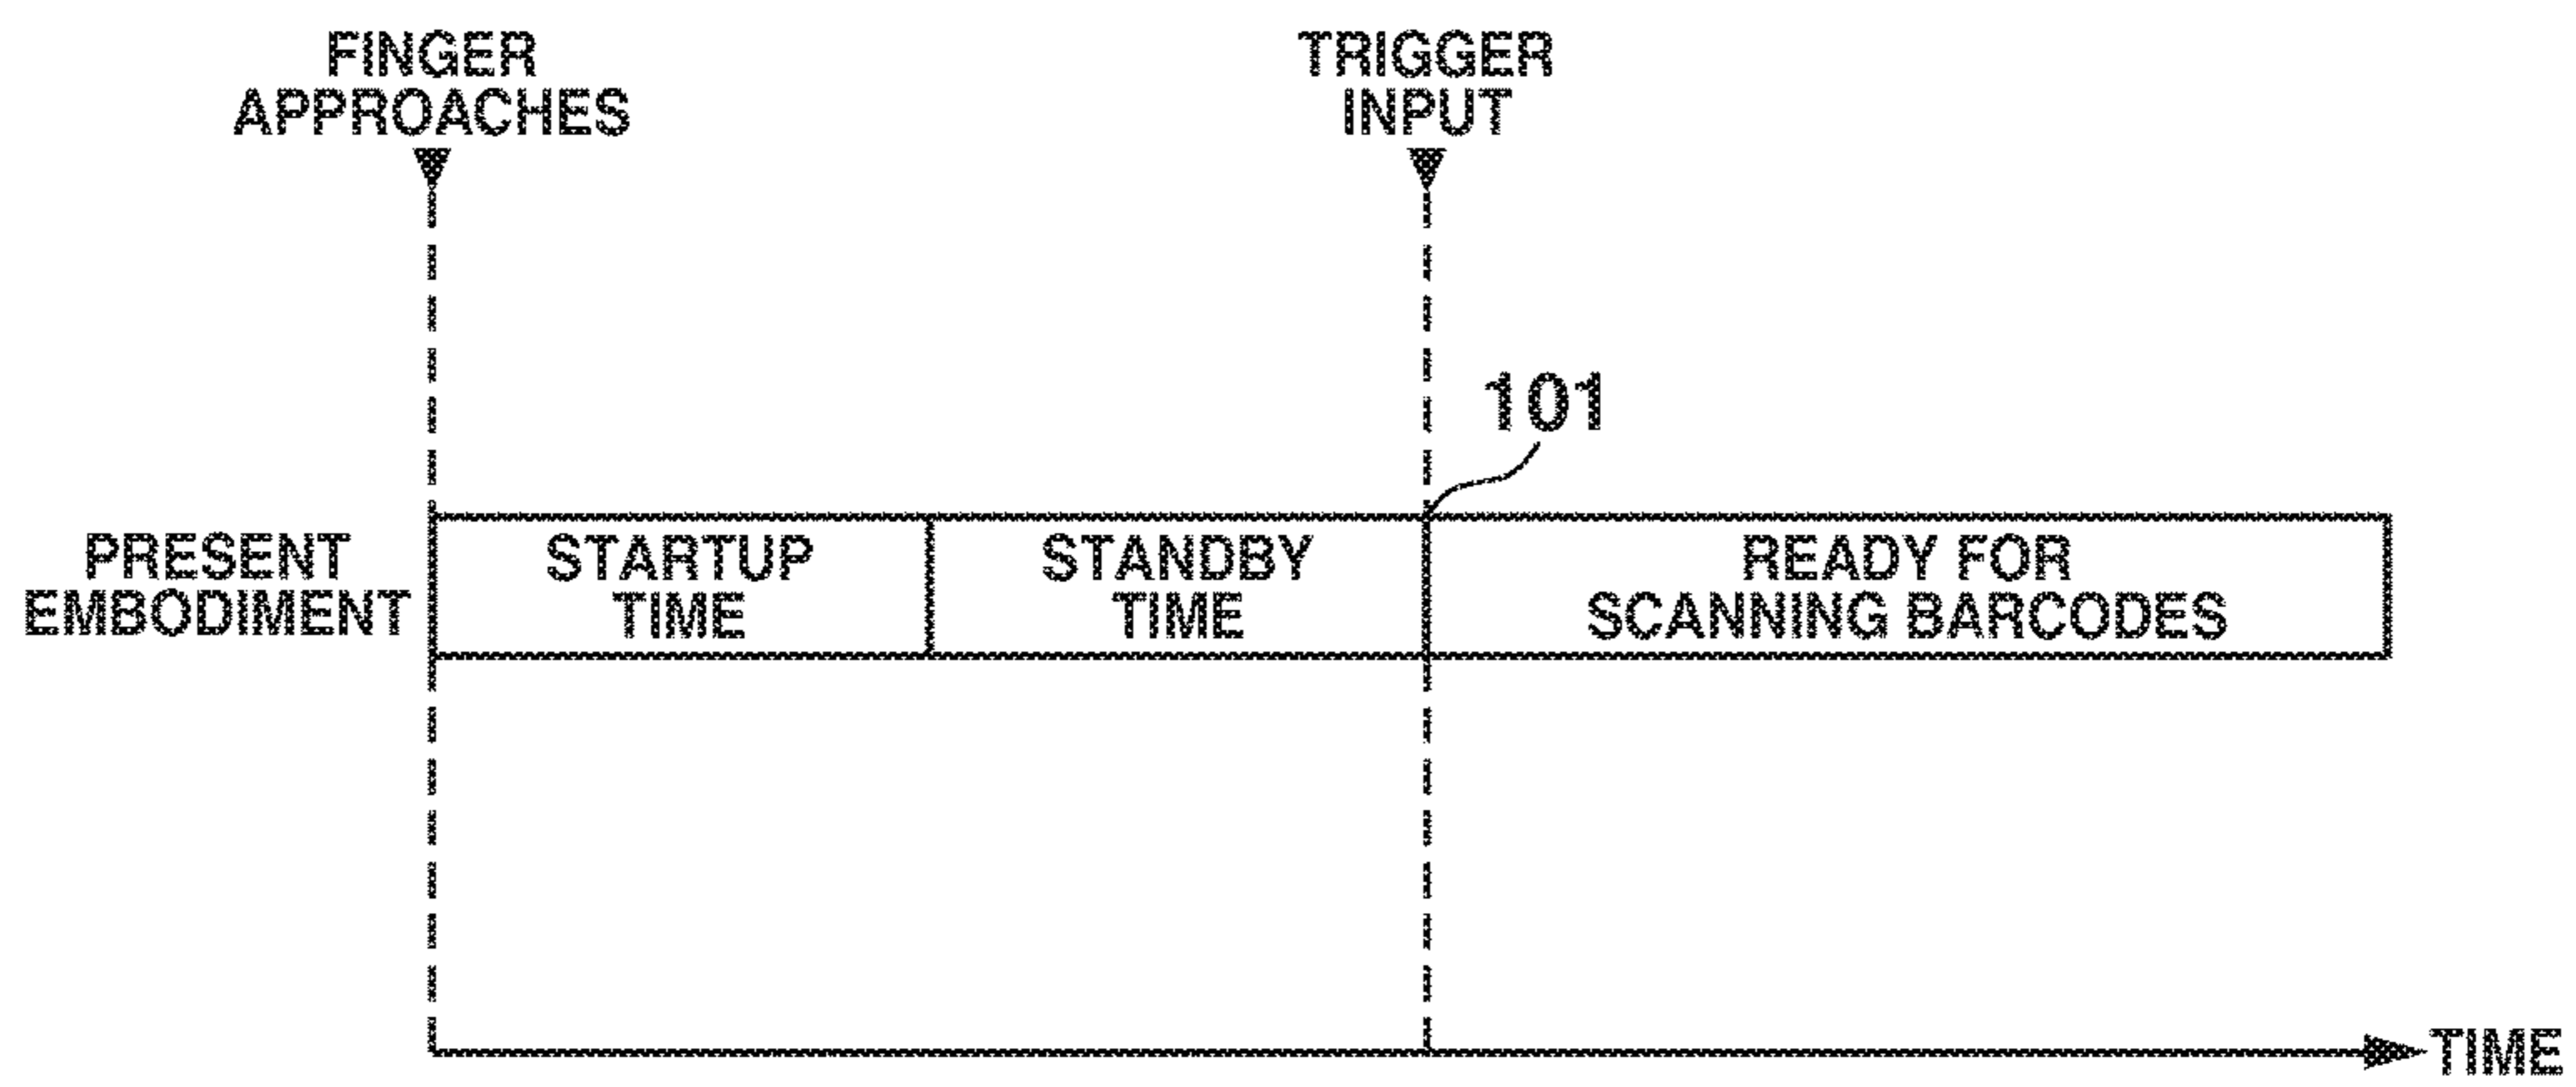 FINGER
APPROACHES
TRIGGER
INPUT
101
PRESENT
EMBODIMENT
STARTUP
TIME
STANDBY
TIME
READY FOR
SCANNING BARCODES
TIME